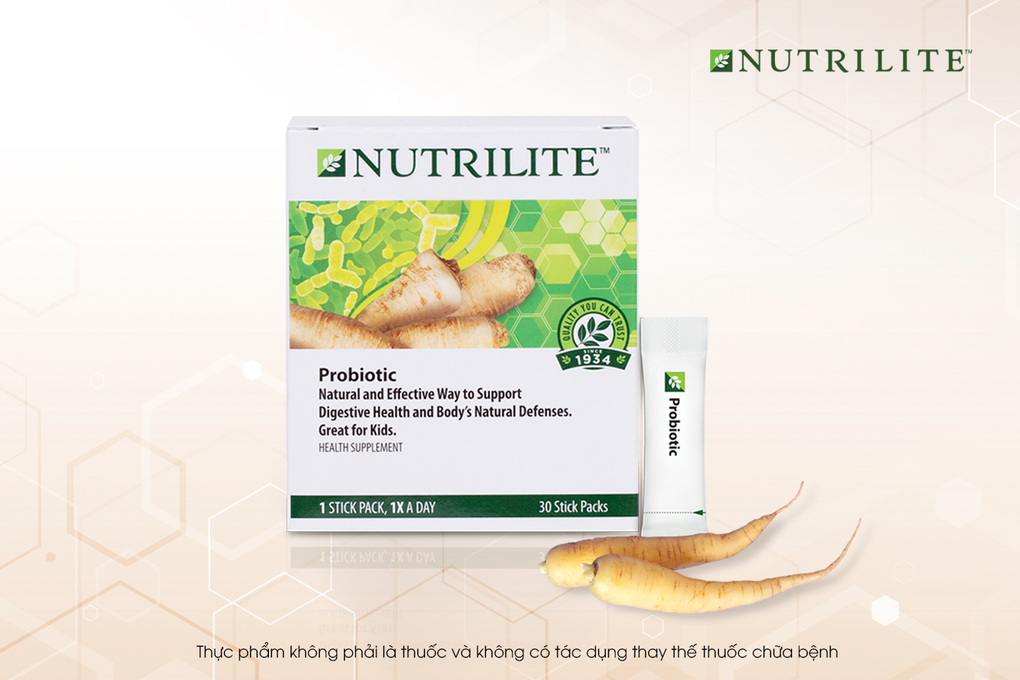 NUTRILITE™
NUTRILITE™
QUALITY YOU CAN TRUST
SINCE
1934
Probiotic
Natural and Effective Way to Support
Digestive Health and Body's Natural Defenses.
Great for Kids.
HEALTH SUPPLEMENT
1 STICK PACK, 1X A DAY
30 Stick Packs
Probiotic
Thực phẩm không phải là thuốc và không có tác dụng thay thế thuốc chữa bệnh